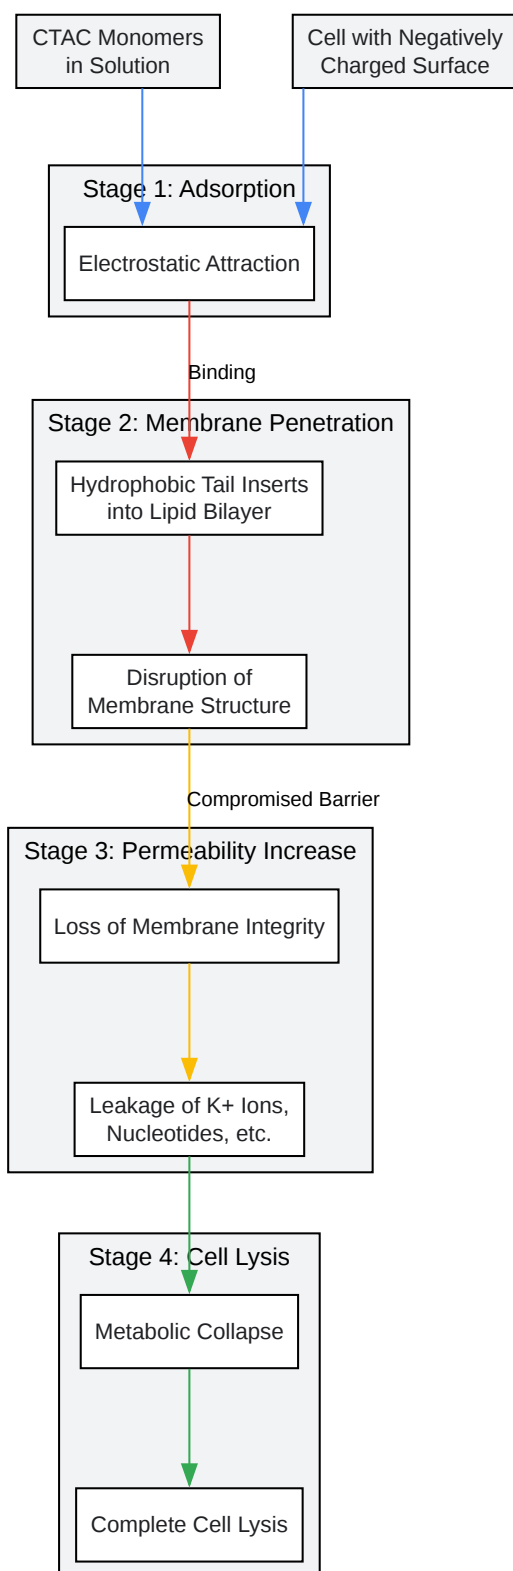 CTAC Monomers
in Solution
Cell with Negatively
Charged Surface
Stage 1: Adsorption
Electrostatic Attraction
Binding
Stage 2: Membrane Penetration
Hydrophobic Tail Inserts
into Lipid Bilayer
Disruption of
Membrane Structure
Compromised Barrier
Stage 3: Permeability Increase
Loss of Membrane Integrity
Leakage of K+ Ions,
Nucleotides, etc.
Stage 4: Cell Lysis
Metabolic Collapse
Complete Cell Lysis